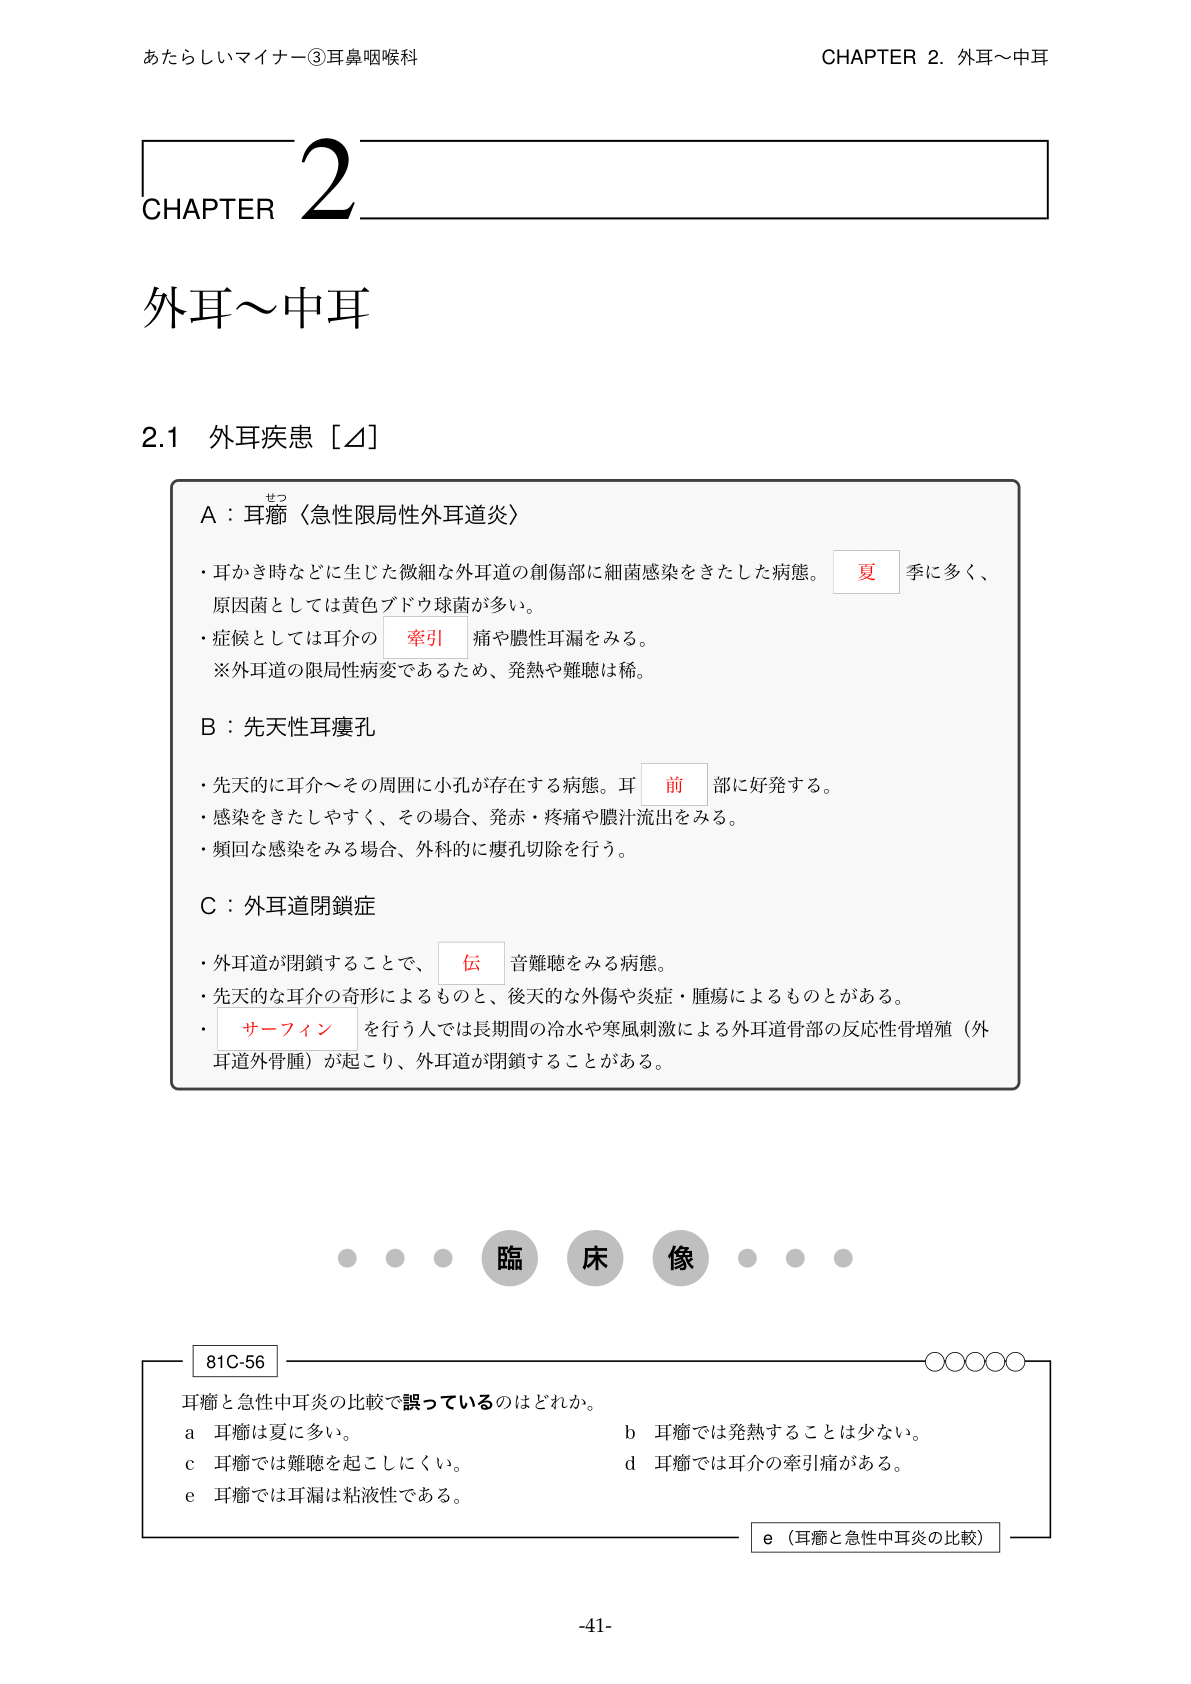 あたらしいマイナー③耳鼻咽喉科
CHAPTER 2. 外耳〜中耳
CHAPTER 2
外耳〜中耳
2.1 外耳疾患［⊿］
せつ
A：耳癤〈急性限局性外耳道炎〉
・耳かき時などに生じた微細な外耳道の創傷部に細菌感染をきたした病態。 夏 季に多く、
原因菌としては黄色ブドウ球菌が多い。
・症候としては耳介の 牽引 痛や膿性耳漏をみる。
※外耳道の限局性病変であるため、発熱や難聴は稀。
B：先天性耳瘻孔
・先天的に耳介〜その周囲に小孔が存在する病態。耳 前 部に好発する。
・感染をきたしやすく、その場合、発赤・疼痛や膿汁流出をみる。
・頻回な感染をみる場合、外科的に瘻孔切除を行う。
C：外耳道閉鎖症
・外耳道が閉鎖することで、 伝 音難聴をみる病態。
・先天的な耳介の奇形によるものと、後天的な外傷や炎症・腫瘍によるものとがある。
・ サーフィン を行う人では長期間の冷水や寒風刺激による外耳道骨部の反応性骨増殖（外
耳道外骨腫）が起こり、外耳道が閉鎖することがある。
臨床像
81C-56
耳癤と急性中耳炎の比較で誤っているのはどれか。
a 耳癤は夏に多い。 b 耳癤では発熱することは少ない。
c 耳癤では難聴を起こしにくい。 d 耳癤では耳介の牽引痛がある。
e 耳癤では耳漏は粘液性である。
e （耳癤と急性中耳炎の比較）
-41-